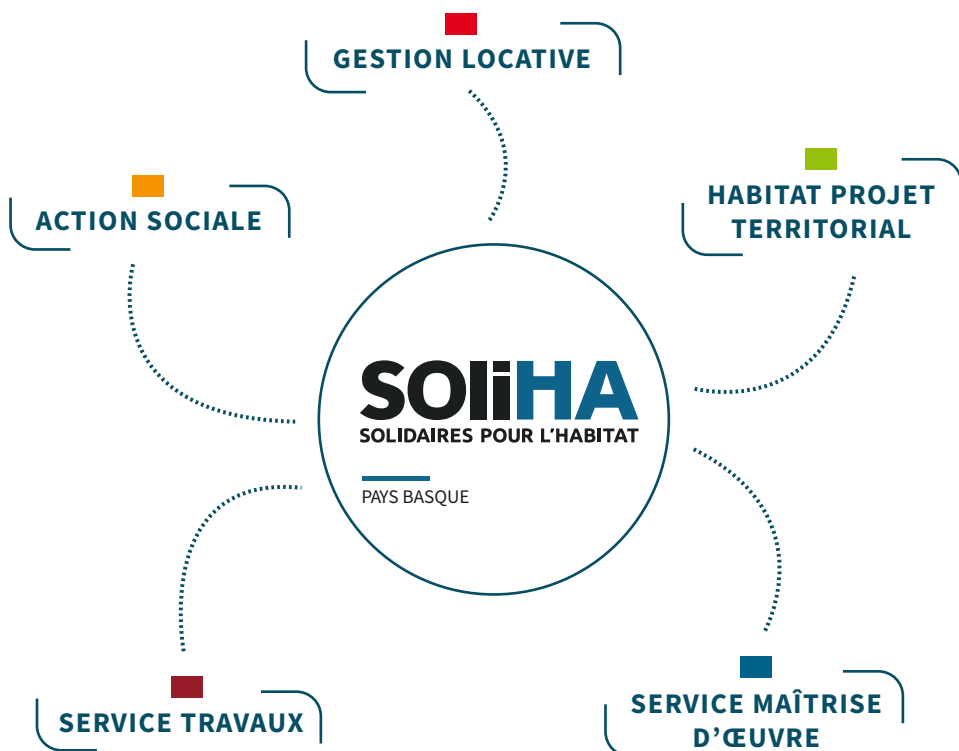 GESTION LOCATIVE
ACTION SOCIALE
HABITAT PROJET
TERRITORIAL
SOliHA
SOLIDAIRES POUR L'HABITAT
PAYS BASQUE
SERVICE TRAVAUX
SERVICE MAÎTRISE
D'ŒUVRE